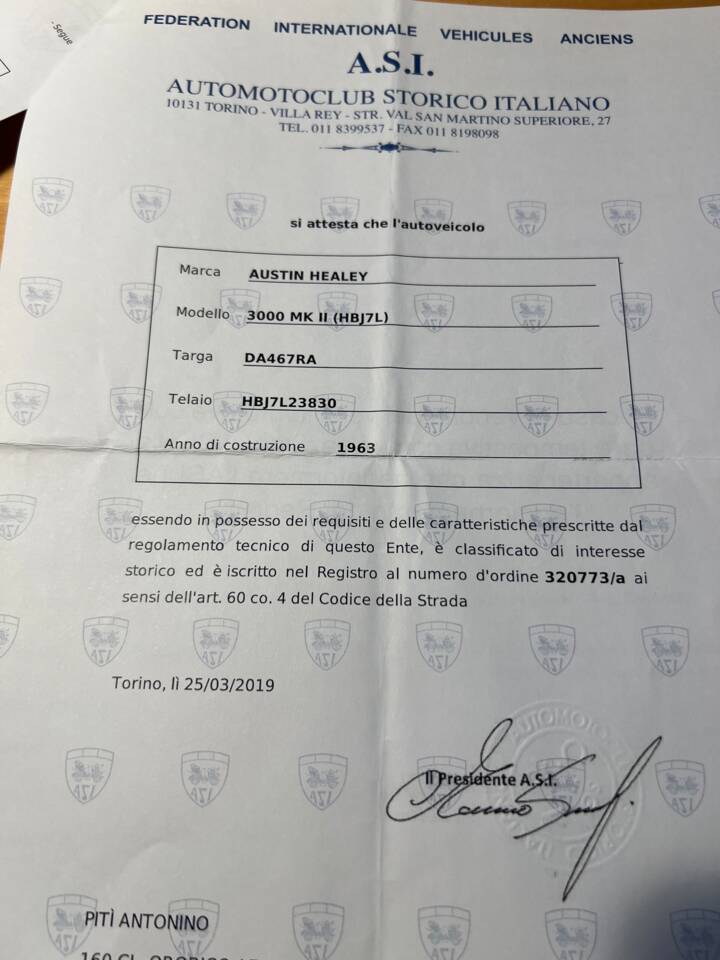 - Segue
FEDERATION INTERNATIONALE VEHICULES ANCIENS
A.S.I.
AUTOMOTOCLUB STORICO ITALIANO
10131 TORINO - VILLA REY - STR. VAL SAN MARTINO SUPERIORE, 27
TEL. 011 8399537 - FAX 011 8198098
si attesta che l'autoveicolo
Marca AUSTIN HEALEY
Modello 3000 MK II (HBJ7L)
Targa DA467RA
Telaio HBJ7L23830
Anno di costruzione 1963
essendo in possesso dei requisiti e delle caratteristiche prescritte dal
regolamento tecnico di questo Ente, è classificato di interesse
storico ed è iscritto nel Registro al numero d'ordine 320773/a ai
sensi dell'art. 60 co. 4 del Codice della Strada
Torino, lì 25/03/2019
Il Presidente A.S.I.
PITÌ ANTONINO